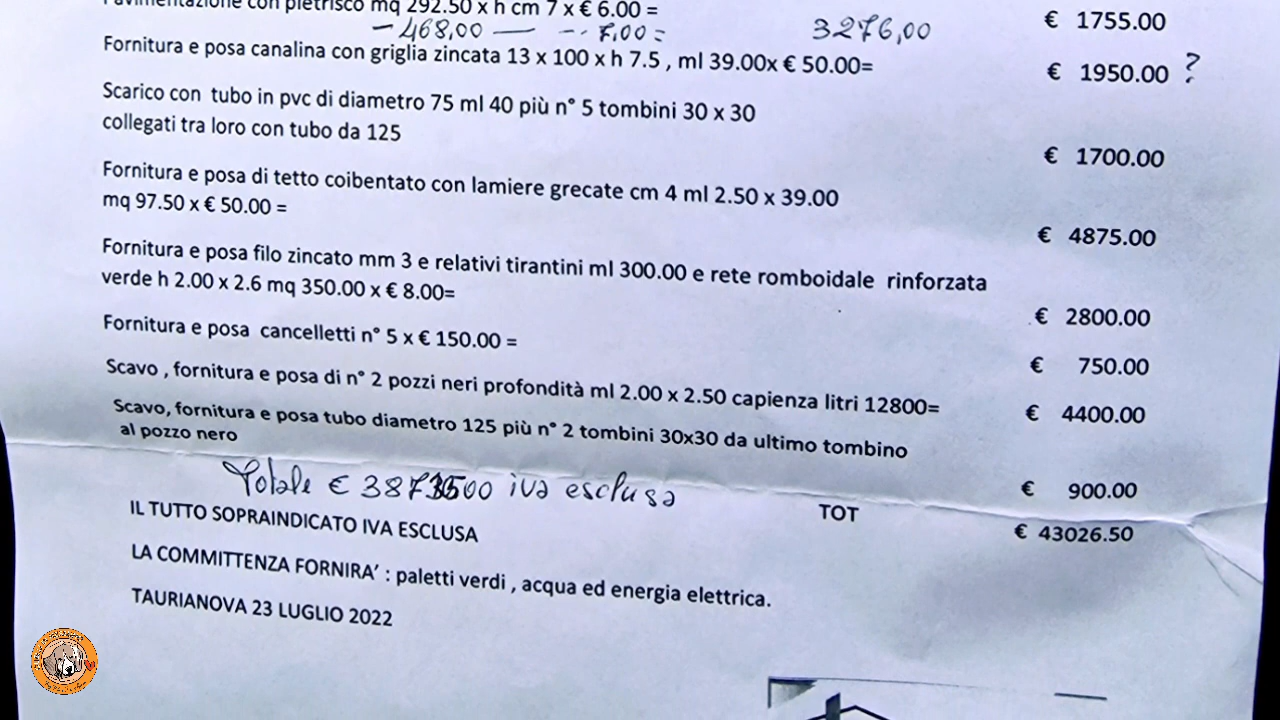 con pietrisco mq 292.50 x h cm 7 x € 6.00 = € 1755.00
468,00 7.00 = 3276,00
Fornitura e posa canalina con griglia zincata 13 x 100 x h 7.5 , ml 39.00x € 50.00= € 1950.00 ?
Scarico con tubo in pvc di diametro 75 ml 40 più n° 5 tombini 30 x 30
collegati tra loro con tubo da 125 € 1700.00
Fornitura e posa di tetto coibentato con lamiere grecate cm 4 ml 2.50 x 39.00
mq 97.50 x € 50.00 = € 4875.00
Fornitura e posa filo zincato mm 3 e relativi tirantini ml 300.00 e rete romboidale rinforzata
verde h 2.00 x 2.6 mq 350.00 x € 8.00= € 2800.00
Fornitura e posa cancelletti n° 5 x € 150.00 = € 750.00
Scavo , fornitura e posa di n° 2 pozzi neri profondità ml 2.00 x 2.50 capienza litri 12800= € 4400.00
Scavo, fornitura e posa tubo diametro 125 più n° 2 tombini 30x30 da ultimo tombino
al pozzo nero € 900.00
Totale € iva esclusa
TOT € 43026.50
IL TUTTO SOPRAINDICATO IVA ESCLUSA
LA COMMITTENZA FORNIRA’ : paletti verdi , acqua ed energia elettrica.
TAURIANOVA 23 LUGLIO 2022